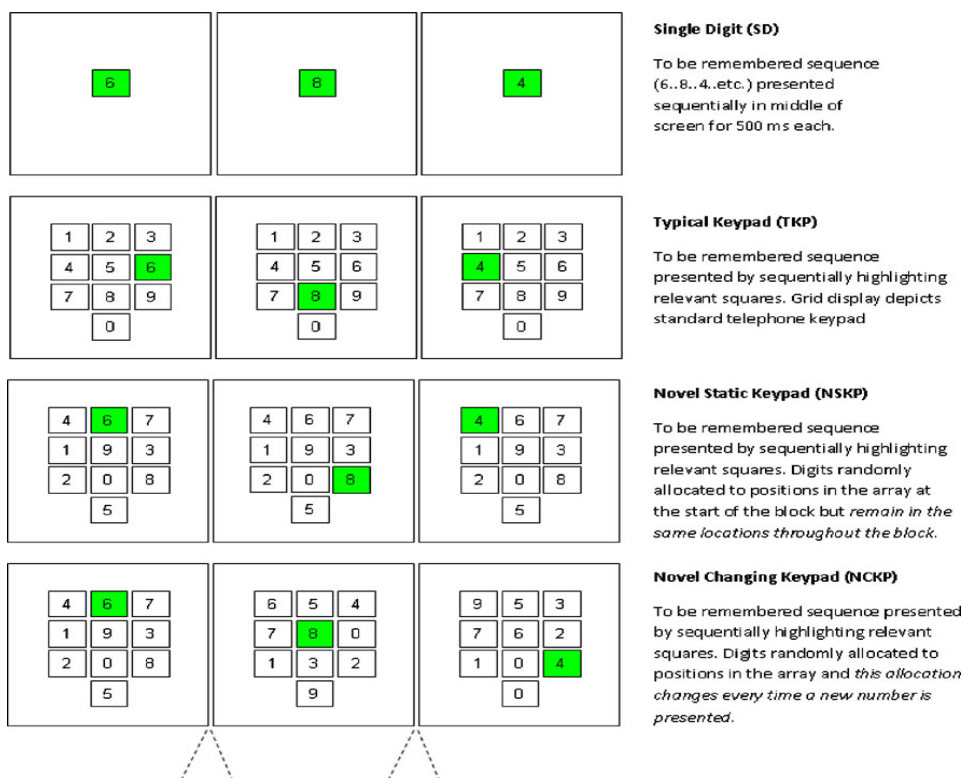 6 8 4
Single Digit (SD)
To be remembered sequence
(6..8..4..etc.) presented
sequentially in middle of
screen for 500 ms each.
1 2 3 1 2 3 1 2 3
4 5 6 4 5 6 4 5 6
7 8 9 7 8 9 7 8 9
0 0 0
Typical Keypad (TKP)
To be remembered sequence
presented by sequentially highlighting
relevant squares. Grid display depicts
standard telephone keypad
4 6 7 4 6 7 4 6 7
1 9 3 1 9 3 1 9 3
2 0 8 2 0 8 2 0 8
5 5 5
Novel Static Keypad (NSKP)
To be remembered sequence
presented by sequentially highlighting
relevant squares. Digits randomly
allocated to positions in the array at
the start of the block but remain in the
same locations throughout the block.
4 6 7 6 5 4 9 5 3
1 9 3 7 8 0 7 6 2
2 0 8 1 3 2 1 0 4
5 9 0
Novel Changing Keypad (NCKP)
To be remembered sequence presented
by sequentially highlighting relevant
squares. Digits randomly allocated to
positions in the array and this allocation
changes every time a new number is
presented.